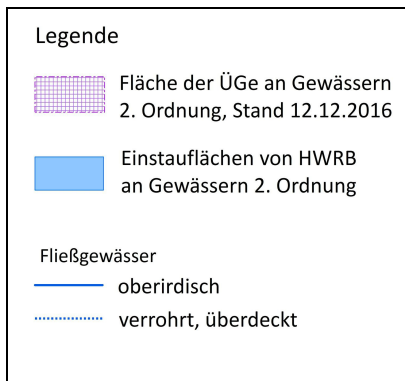 Legende
Fläche der ÜGe an Gewässern
2. Ordnung, Stand 12.12.2016
Einstauflächen von HWRB
an Gewässern 2. Ordnung
Fließgewässer
oberirdisch
verrohrt, überdeckt